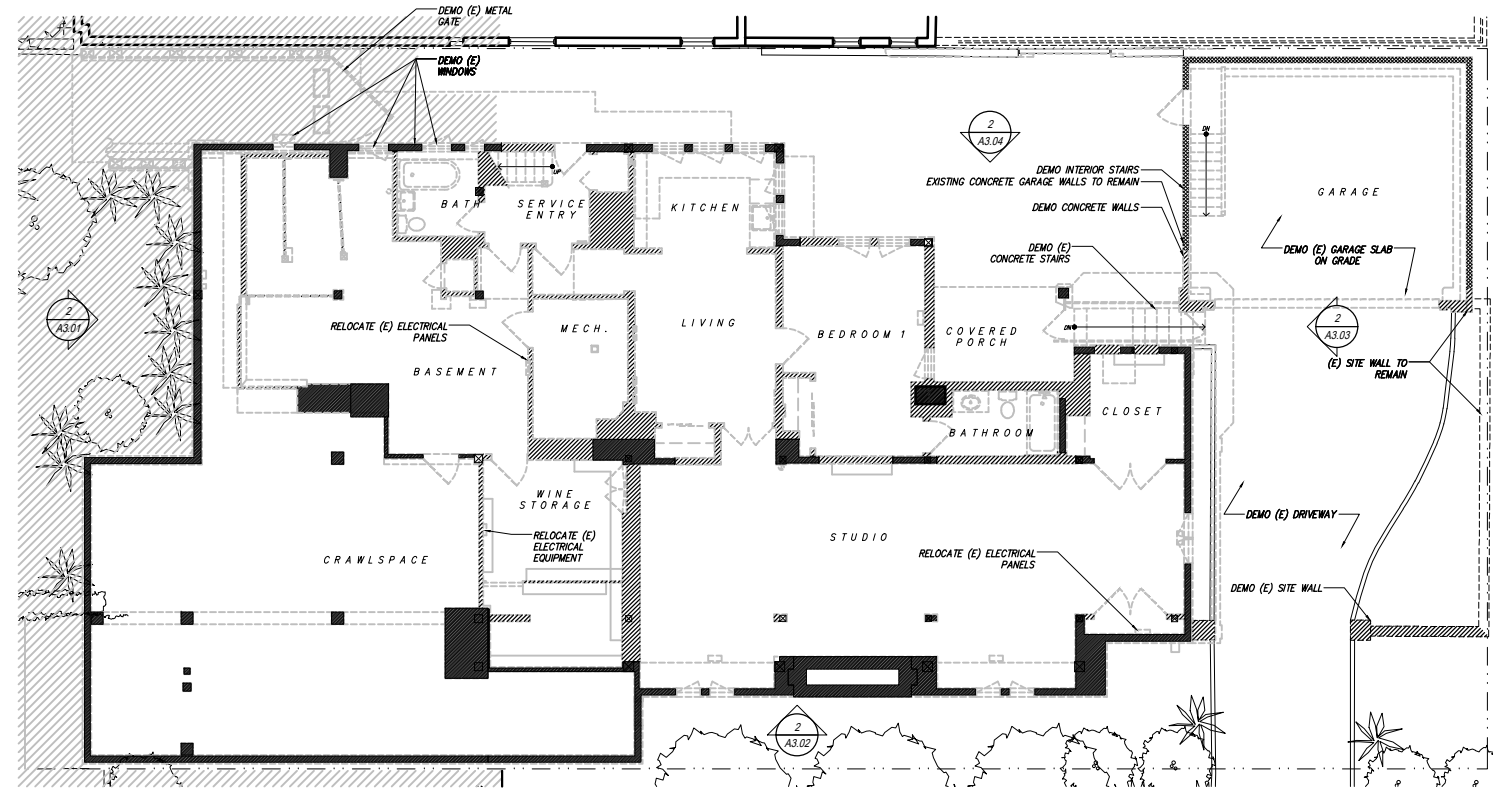 DEMO (E) METAL
GATE
DEMO (E)
WINDOWS
2
A3.04
DN
DEMO INTERIOR STAIRS
EXISTING CONCRETE GARAGE WALLS TO REMAIN
DEMO CONCRETE WALLS
GARAGE
DEMO (E)
CONCRETE STAIRS
DEMO (E) GARAGE SLAB
ON GRADE
UP
BATH
SERVICE
ENTRY
KITCHEN
2
A3.01
RELOCATE (E) ELECTRICAL
PANELS
MECH.
LIVING
BEDROOM 1
COVERED
PORCH
DN
2
A3.03
(E) SITE WALL TO
REMAIN
BASEMENT
CLOSET
BATHROOM
WINE
STORAGE
RELOCATE (E)
ELECTRICAL
EQUIPMENT
CRAWLSPACE
STUDIO
RELOCATE (E) ELECTRICAL
PANELS
DEMO (E) DRIVEWAY
DEMO (E) SITE WALL
2
A3.02